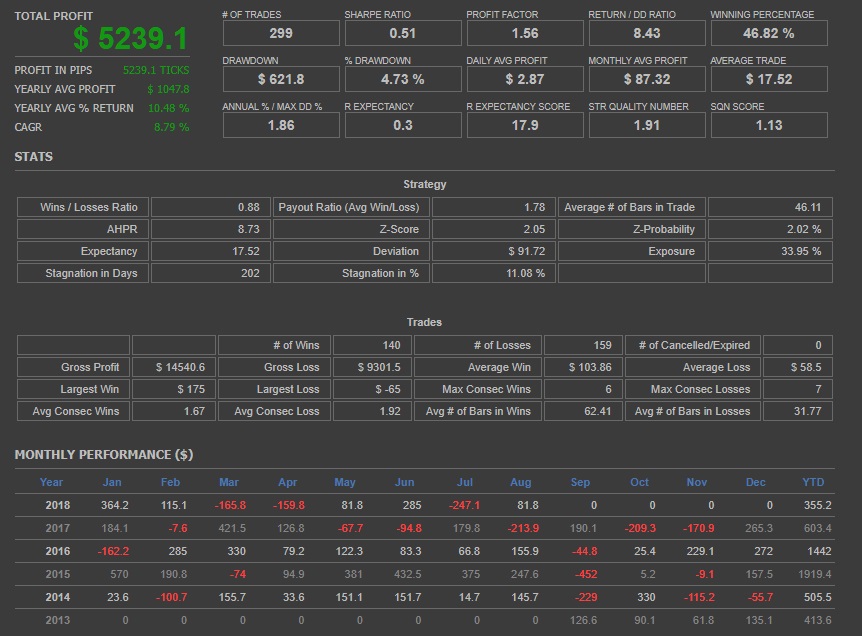 TOTAL PROFIT
$ 5239.1
PROFIT IN PIPS 5239.1 TICKS
YEARLY AVG PROFIT $ 1047.8
YEARLY AVG % RETURN 10.48 %
CAGR 8.79 %
# OF TRADES SHARPE RATIO PROFIT FACTOR RETURN / DD RATIO WINNING PERCENTAGE
299 0.51 1.56 8.43 46.82 %
DRAWDOWN % DRAWDOWN DAILY AVG PROFIT MONTHLY AVG PROFIT AVERAGE TRADE
$ 621.8 4.73 % $ 2.87 $ 87.32 $ 17.52
ANNUAL % / MAX DD % R EXPECTANCY R EXPECTANCY SCORE STR QUALITY NUMBER SQN SCORE
1.86 0.3 17.9 1.91 1.13
STATS
Strategy
Wins / Losses Ratio 0.88 Payout Ratio (Avg Win/Loss) 1.78 Average # of Bars in Trade 46.11
AHPR 8.73 Z-Score 2.05 Z-Probability 2.02 %
Expectancy 17.52 Deviation $ 91.72 Exposure 33.95 %
Stagnation in Days 202 Stagnation in % 11.08 %
Trades
# of Wins 140 # of Losses 159 # of Cancelled/Expired 0
Gross Profit $ 14540.6 Gross Loss $ 9301.5 Average Win $ 103.86 Average Loss $ 58.5
Largest Win $ 175 Largest Loss $ -65 Max Consec Wins 6 Max Consec Losses 7
Avg Consec Wins 1.67 Avg Consec Loss 1.92 Avg # of Bars in Wins 62.41 Avg # of Bars in Losses 31.77
MONTHLY PERFORMANCE ($)
Year Jan Feb Mar Apr May Jun Jul Aug Sep Oct Nov Dec YTD
2018 364.2 115.1 -165.8 -159.8 81.8 285 -247.1 81.8 0 0 0 0 355.2
2017 184.1 -7.6 421.5 126.8 -67.7 -94.8 179.8 -213.9 190.1 -209.3 -170.9 265.3 603.4
2016 -162.2 285 330 79.2 122.3 83.3 66.8 155.9 -44.8 25.4 229.1 272 1442
2015 570 190.8 -74 94.9 381 432.5 375 247.6 -452 5.2 -9.1 157.5 1919.4
2014 23.6 -100.7 155.7 33.6 151.1 151.7 14.7 145.7 -229 330 -115.2 -55.7 505.5
2013 0 0 0 0 0 0 0 0 126.6 90.1 61.8 135.1 413.6